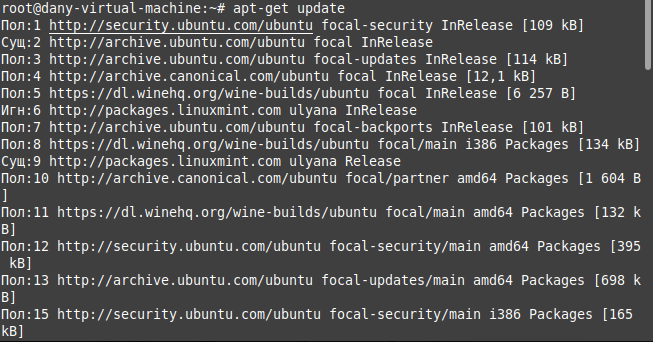 root@dany-virtual-machine:~# apt-get update
Пол:1 http://security.ubuntu.com/ubuntu focal-security InRelease [109 kB]
Сущ:2 http://archive.ubuntu.com/ubuntu focal InRelease
Пол:3 http://archive.ubuntu.com/ubuntu focal-updates InRelease [114 kB]
Пол:4 http://archive.canonical.com/ubuntu focal InRelease [12,1 kB]
Пол:5 https://dl.winehq.org/wine-builds/ubuntu focal InRelease [6 257 B]
Игн:6 http://packages.linuxmint.com ulyana InRelease
Пол:7 http://archive.ubuntu.com/ubuntu focal-backports InRelease [101 kB]
Пол:8 https://dl.winehq.org/wine-builds/ubuntu focal/main i386 Packages [134 kB]
Сущ:9 http://packages.linuxmint.com ulyana Release
Пол:10 http://archive.canonical.com/ubuntu focal/partner amd64 Packages [1 604 B
]
Пол:11 https://dl.winehq.org/wine-builds/ubuntu focal/main amd64 Packages [132 k
B]
Пол:12 http://security.ubuntu.com/ubuntu focal-security/main amd64 Packages [395
 kB]
Пол:13 http://archive.ubuntu.com/ubuntu focal-updates/main amd64 Packages [698 k
B]
Пол:15 http://security.ubuntu.com/ubuntu focal-security/main i386 Packages [165
kB]